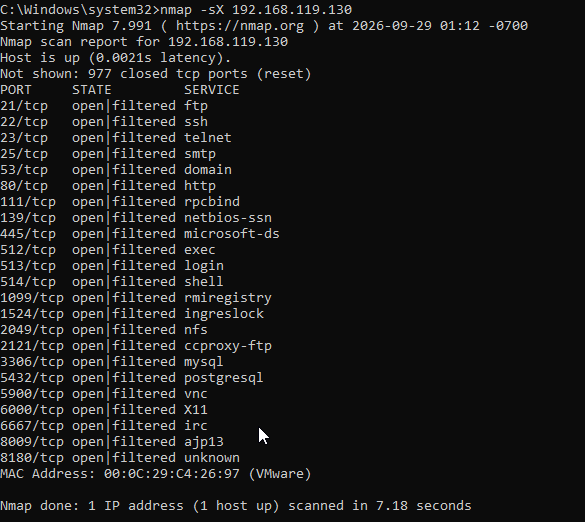 C:\Windows\system32>nmap -sX 192.168.119.130
Starting Nmap 7.991 ( https://nmap.org ) at 2026-09-29 01:12 -0700
Nmap scan report for 192.168.119.130
Host is up (0.0021s latency).
Not shown: 977 closed tcp ports (reset)
PORT     STATE         SERVICE
21/tcp   open|filtered ftp
22/tcp   open|filtered ssh
23/tcp   open|filtered telnet
25/tcp   open|filtered smtp
53/tcp   open|filtered domain
80/tcp   open|filtered http
111/tcp  open|filtered rpcbind
139/tcp  open|filtered netbios-ssn
445/tcp  open|filtered microsoft-ds
512/tcp  open|filtered exec
513/tcp  open|filtered login
514/tcp  open|filtered shell
1099/tcp open|filtered rmiregistry
1524/tcp open|filtered ingreslock
2049/tcp open|filtered nfs
2121/tcp open|filtered ccproxy-ftp
3306/tcp open|filtered mysql
5432/tcp open|filtered postgresql
5900/tcp open|filtered vnc
6000/tcp open|filtered X11
6667/tcp open|filtered irc
8009/tcp open|filtered ajp13
8180/tcp open|filtered unknown
MAC Address: 00:0C:29:C4:26:97 (VMware)
Nmap done: 1 IP address (1 host up) scanned in 7.18 seconds